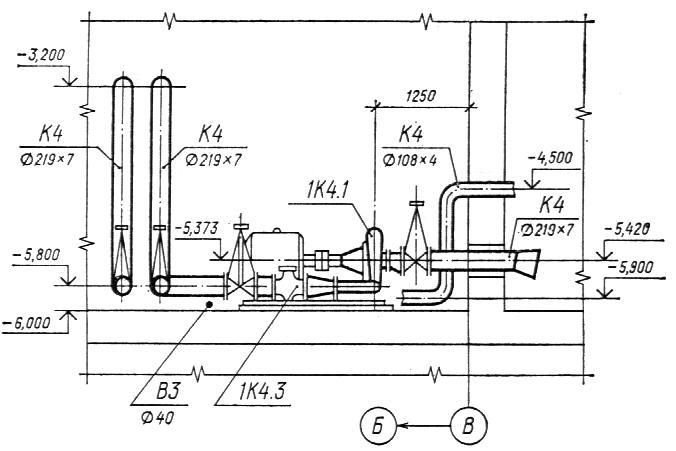 -3,200
1250
К4
Ø219×7
К4
Ø219×7
К4
Ø108×4
-4,500
1К4.1
К4
Ø219×7
-5,373
-5,420
-5,800
-5,900
-6,000
В3
Ø40
1К4.3
Б
В